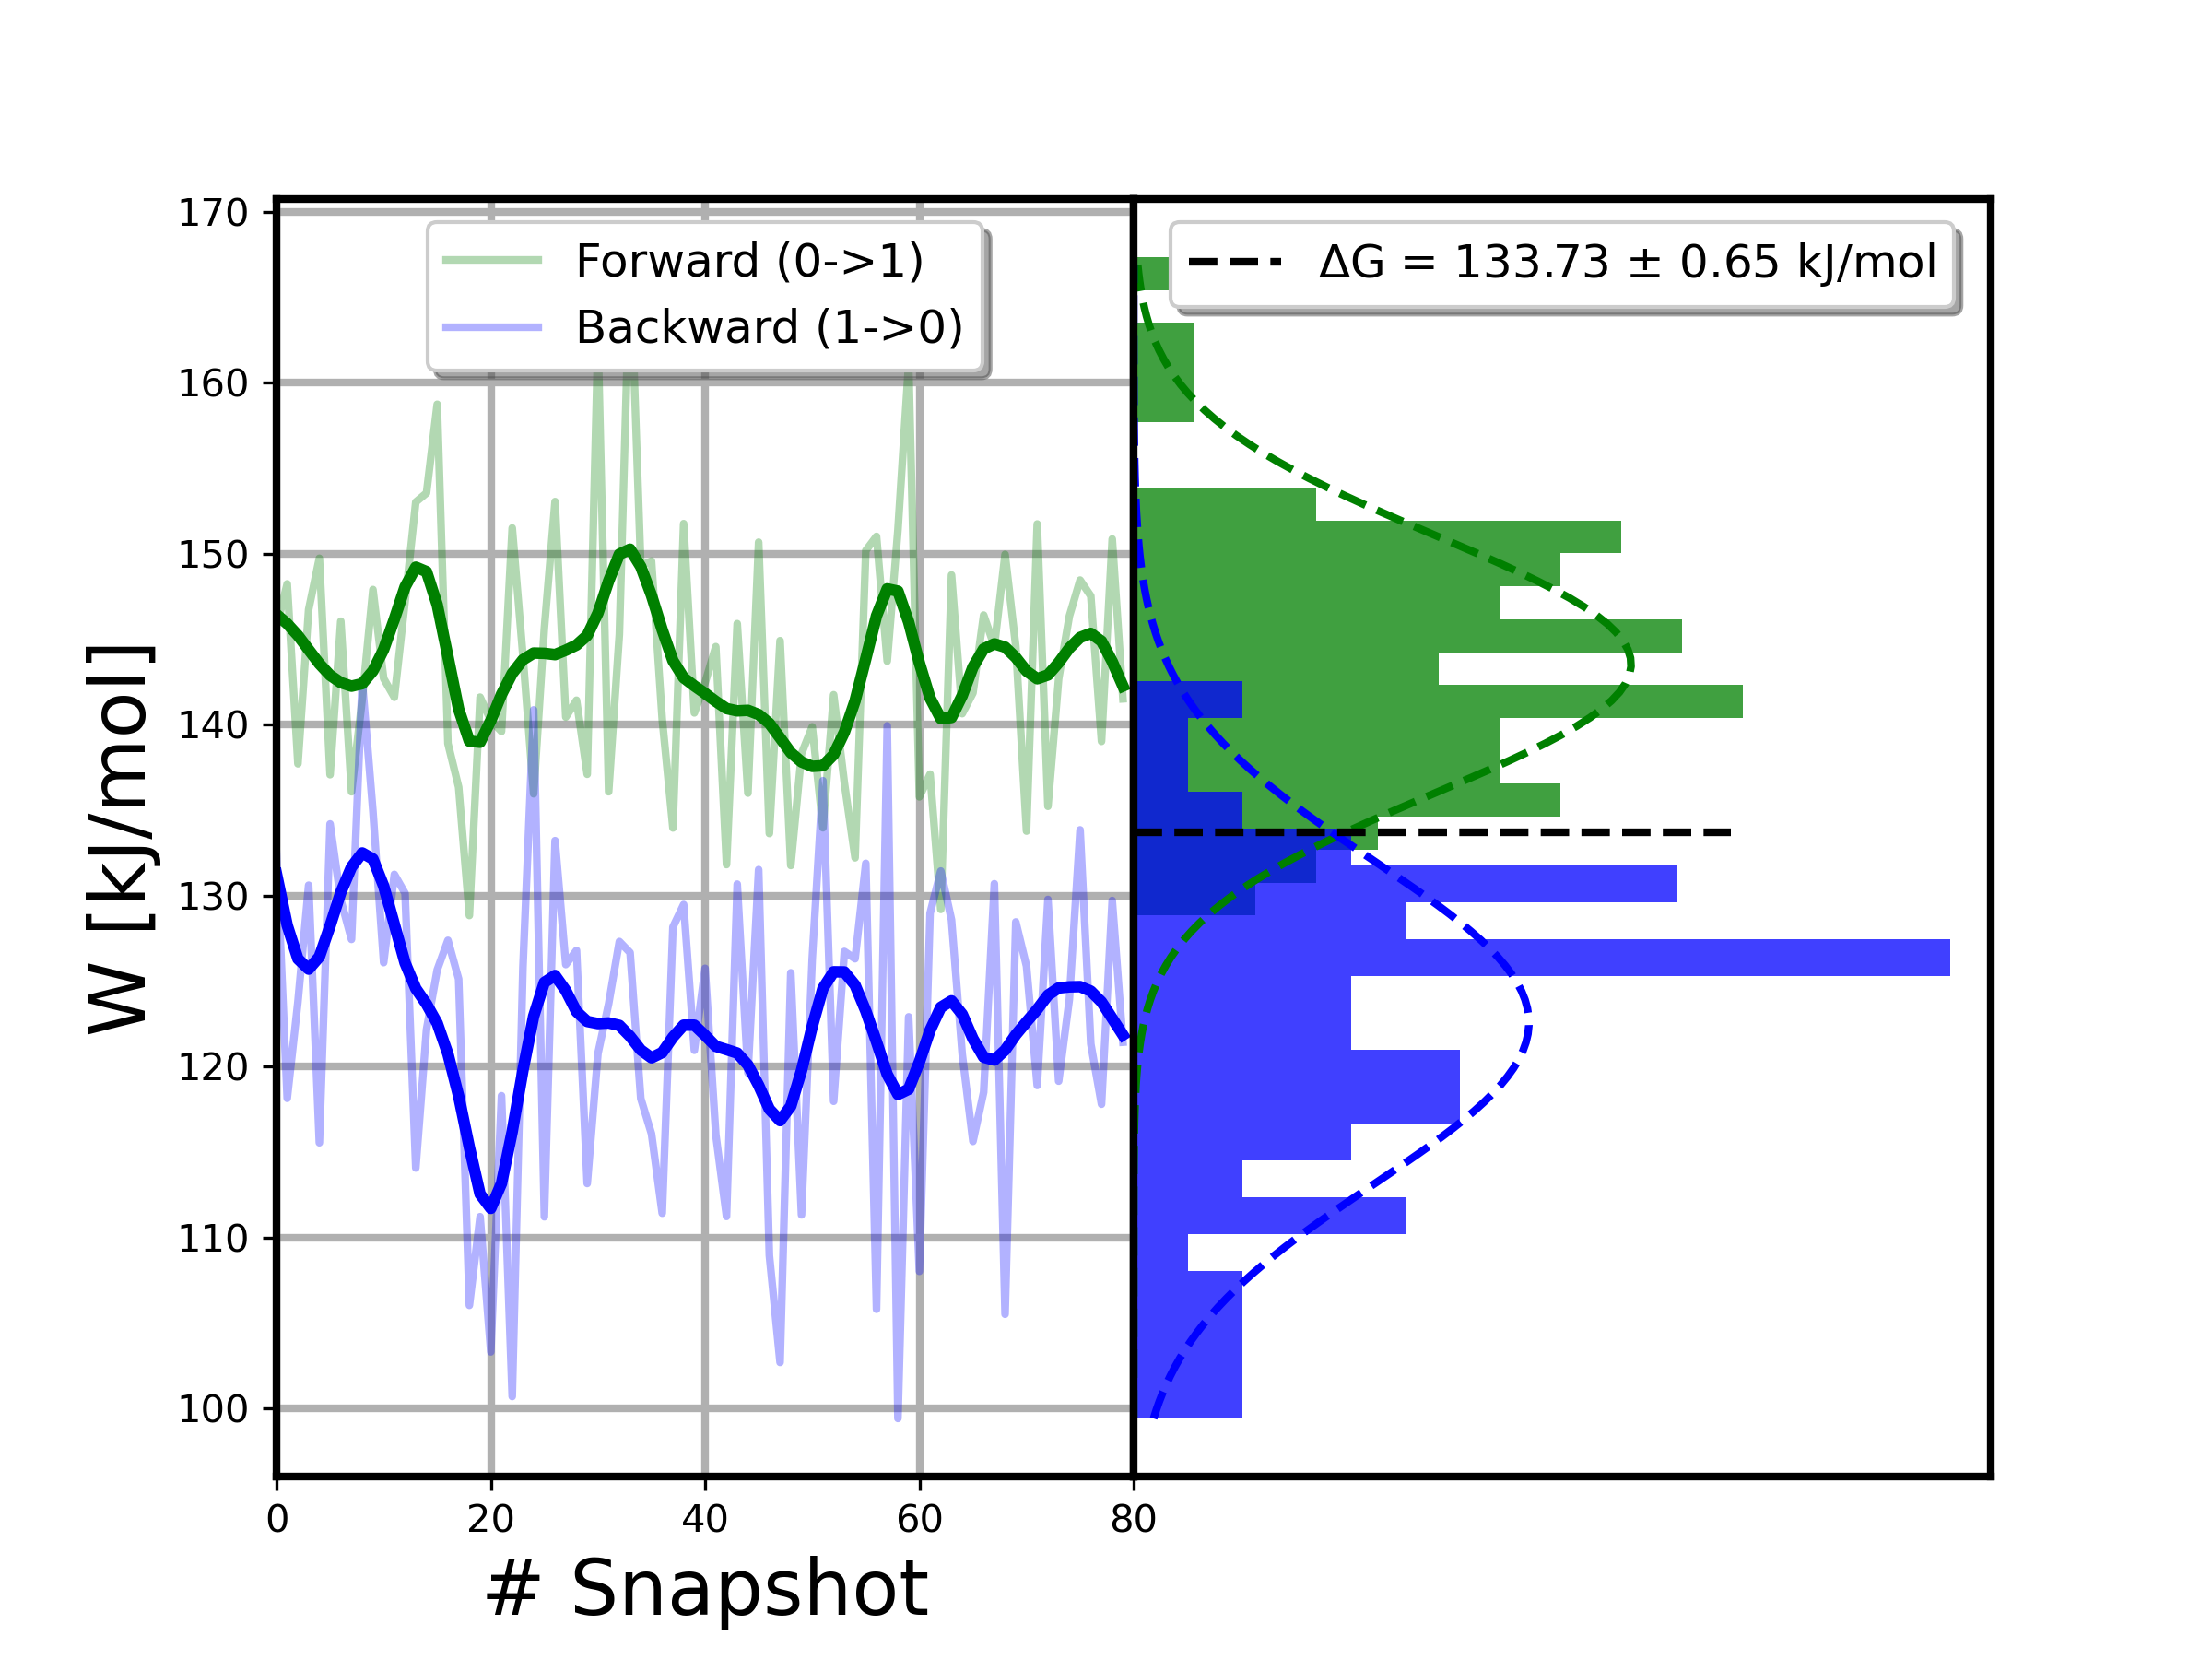 170
160
150
140
130
120
110
100
W [kJ/mol]
Forward (0->1)
Backward (1->0)
ΔG = 133.73 ± 0.65 kJ/mol
0 20 40 60 80
# Snapshot